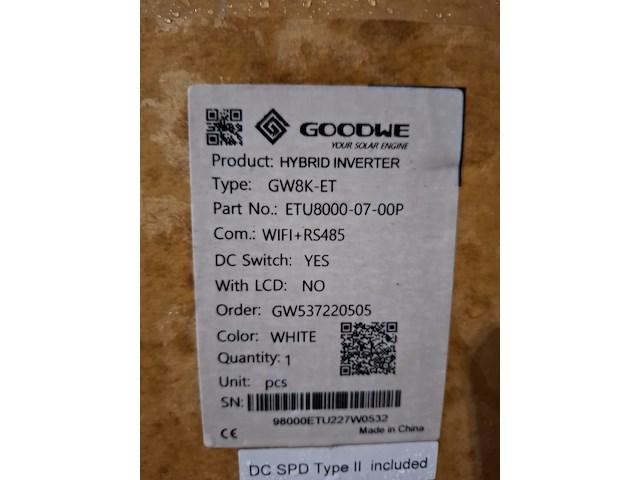 GOODWE
YOUR SOLAR ENGINE
Product: HYBRID INVERTER
Type: GW8K-ET
Part No.: ETU8000-07-00P
Com.: WIFI+RS485
DC Switch: YES
With LCD: NO
Order: GW537220505
Color: WHITE
Quantity: 1
Unit: pcs
SN:
98000ETU227W0532
CE Made in China
DC SPD Type II included